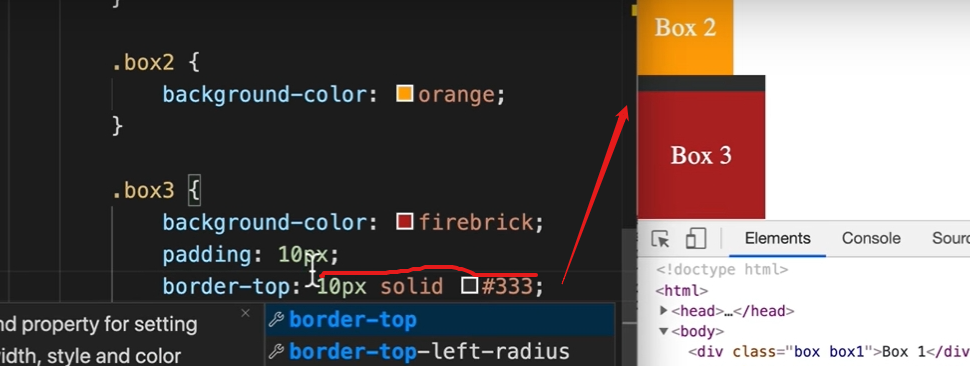 }
.box2 {
background-color: orange;
}
.box3 {
background-color: firebrick;
padding: 10px;
border-top: 10px solid #333;
nd property for setting
idth, style and color
border-top
border-top-left-radius
Box 2
Box 3
Elements Console Sourc
<!doctype html>
<html>
<head>…</head>
<body>
<div class="box box1">Box 1</div